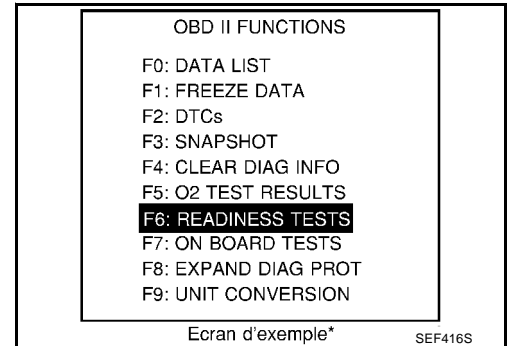 OBD II FUNCTIONS
F0: DATA LIST
F1: FREEZE DATA
F2: DTCs
F3: SNAPSHOT
F4: CLEAR DIAG INFO
F5: O2 TEST RESULTS
F6: READINESS TESTS
F7: ON BOARD TESTS
F8: EXPAND DIAG PROT
F9: UNIT CONVERSION
Ecran d'exemple*
SEF416S